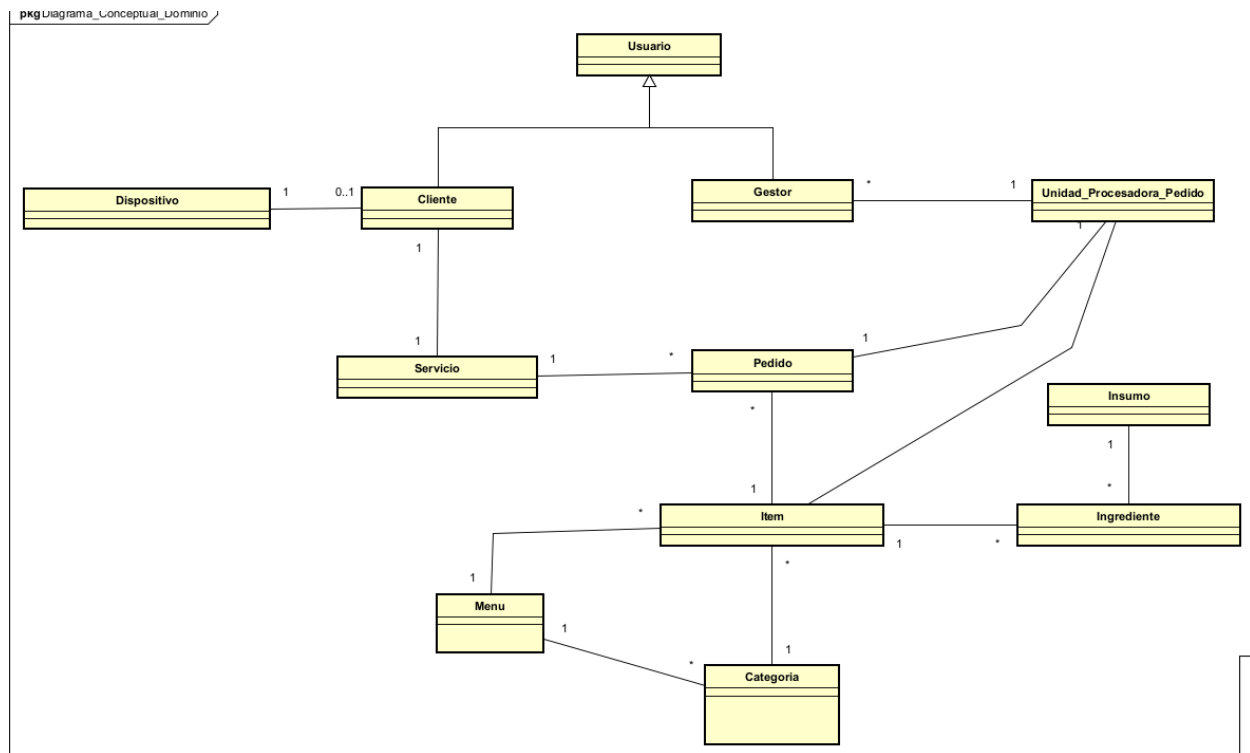 pkg Diagrama_Conceptual_Dominio
Usuario
Dispositivo
1
0..1
Cliente
Gestor
*
1
Unidad_Procesadora_Pedido
1
1
1
Servicio
1
*
Pedido
1
Insumo
*
1
1
*
*
Item
1
*
Ingrediente
1
*
Menu
1
*
1
Categoria